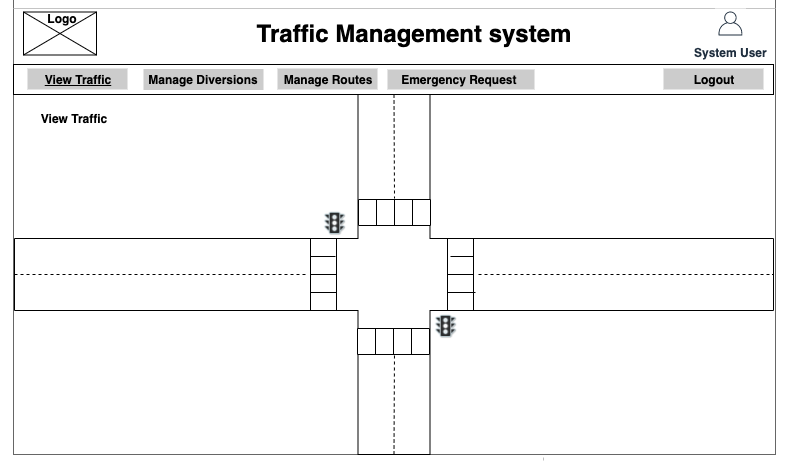 Logo
Traffic Management system
System User
View Traffic
Manage Diversions
Manage Routes
Emergency Request
Logout
View Traffic